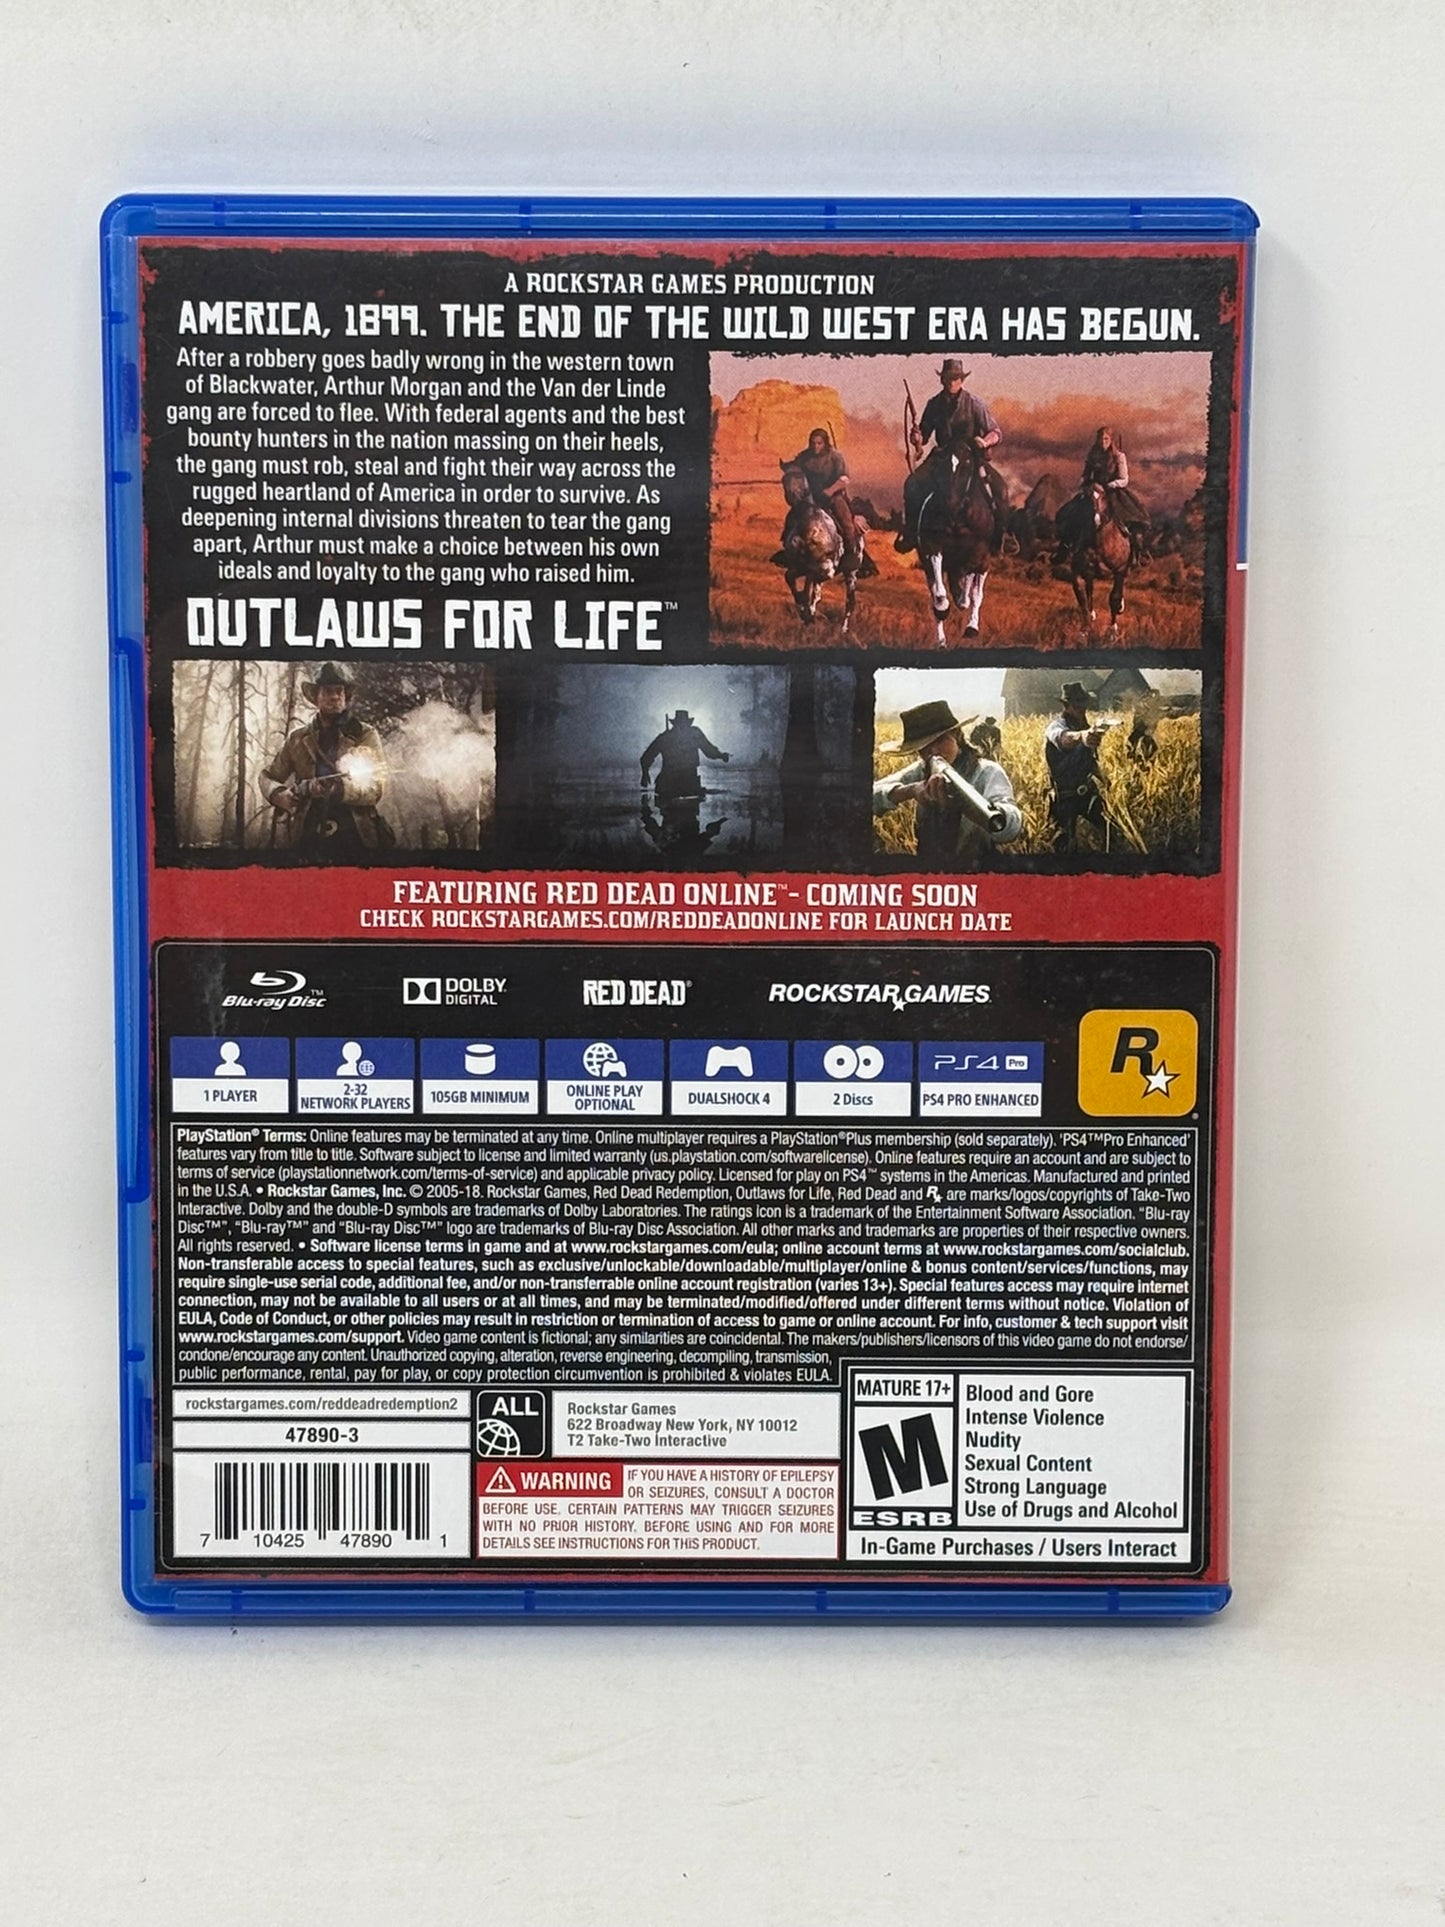 A ROCKSTAR GAMES PRODUCTION
AMERICA, 1899. THE END OF THE WILD WEST ERA HAS BEGUN.
After a robbery goes badly wrong in the western town
of Blackwater, Arthur Morgan and the Van der Linde
gang are forced to flee. With federal agents and the best
bounty hunters in the nation massing on their heels,
the gang must rob, steal and fight their way across the
rugged heartland of America in order to survive. As
deepening internal divisions threaten to tear the gang
apart, Arthur must make a choice between his own
ideals and loyalty to the gang who raised him.
OUTLAWS FOR LIFE™
FEATURING RED DEAD ONLINE™ - COMING SOON
CHECK ROCKSTARGAMES.COM/REDDEADONLINE FOR LAUNCH DATE
Blu-ray Disc™
DOLBY
DIGITAL
RED DEAD®
ROCKSTAR GAMES
R
1 PLAYER
2-32
NETWORK PLAYERS
105GB MINIMUM
ONLINE PLAY
OPTIONAL
DUALSHOCK 4
2 Discs
PS4 Pro
PS4 PRO ENHANCED
PlayStation® Terms: Online features may be terminated at any time. Online multiplayer requires a PlayStation®Plus membership (sold separately). 'PS4™Pro Enhanced'
features vary from title to title. Software subject to license and limited warranty (us.playstation.com/softwarelicense). Online features require an account and are subject to
terms of service (playstationnetwork.com/terms-of-service) and applicable privacy policy. Licensed for play on PS4™ systems in the Americas. Manufactured and printed
in the U.S.A. • Rockstar Games, Inc. © 2005-18. Rockstar Games, Red Dead Redemption, Outlaws for Life, Red Dead and R are marks/logos/copyrights of Take-Two
Interactive. Dolby and the double-D symbols are trademarks of Dolby Laboratories. The ratings icon is a trademark of the Entertainment Software Association. "Blu-ray
Disc™", "Blu-ray™" and "Blu-ray Disc™" logo are trademarks of Blu-ray Disc Association. All other marks and trademarks are properties of their respective owners.
All rights reserved. • Software license terms in game and at www.rockstargames.com/eula; online account terms at www.rockstargames.com/socialclub.
Non-transferable access to special features, such as exclusive/unlockable/downloadable/multiplayer/online & bonus content/services/functions, may
require single-use serial code, additional fee, and/or non-transferrable online account registration (varies 13+). Special features access may require internet
connection, may not be available to all users or at all times, and may be terminated/modified/offered under different terms without notice. Violation of
EULA, Code of Conduct, or other policies may result in restriction or termination of access to game or online account. For info, customer & tech support visit
www.rockstargames.com/support. Video game content is fictional; any similarities are coincidental. The makers/publishers/licensors of this video game do not endorse/
condone/encourage any content. Unauthorized copying, alteration, reverse engineering, decompiling, transmission,
public performance, rental, pay for play, or copy protection circumvention is prohibited & violates EULA.
rockstargames.com/reddeadredemption2
47890-3
7 10425 47890 1
ALL
Rockstar Games
622 Broadway New York, NY 10012
T2 Take-Two Interactive
WARNING IF YOU HAVE A HISTORY OF EPILEPSY
OR SEIZURES, CONSULT A DOCTOR
BEFORE USE. CERTAIN PATTERNS MAY TRIGGER SEIZURES
WITH NO PRIOR HISTORY. BEFORE USING AND FOR MORE
DETAILS SEE INSTRUCTIONS FOR THIS PRODUCT.
MATURE 17+
M
ESRB
Blood and Gore
Intense Violence
Nudity
Sexual Content
Strong Language
Use of Drugs and Alcohol
In-Game Purchases / Users Interact